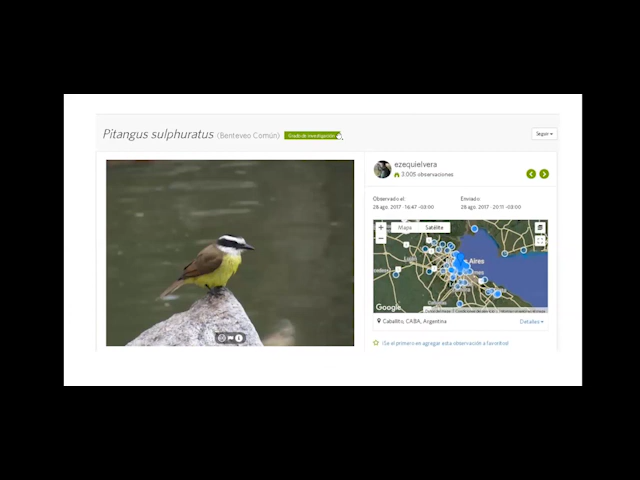 Pitangus sulphuratus (Benteveo Común) Grado de investigación
Seguir
ezequielvera
3.005 observaciones
Observado el:
28 ago. 2017 · 16:47 -03:00
Enviado:
28 ago. 2017 · 20:11 -03:00
Mapa Satélite
Aires
Google
Caballito, CABA, Argentina
Detalles
¡Se el primero en agregar esta observación a favoritos!